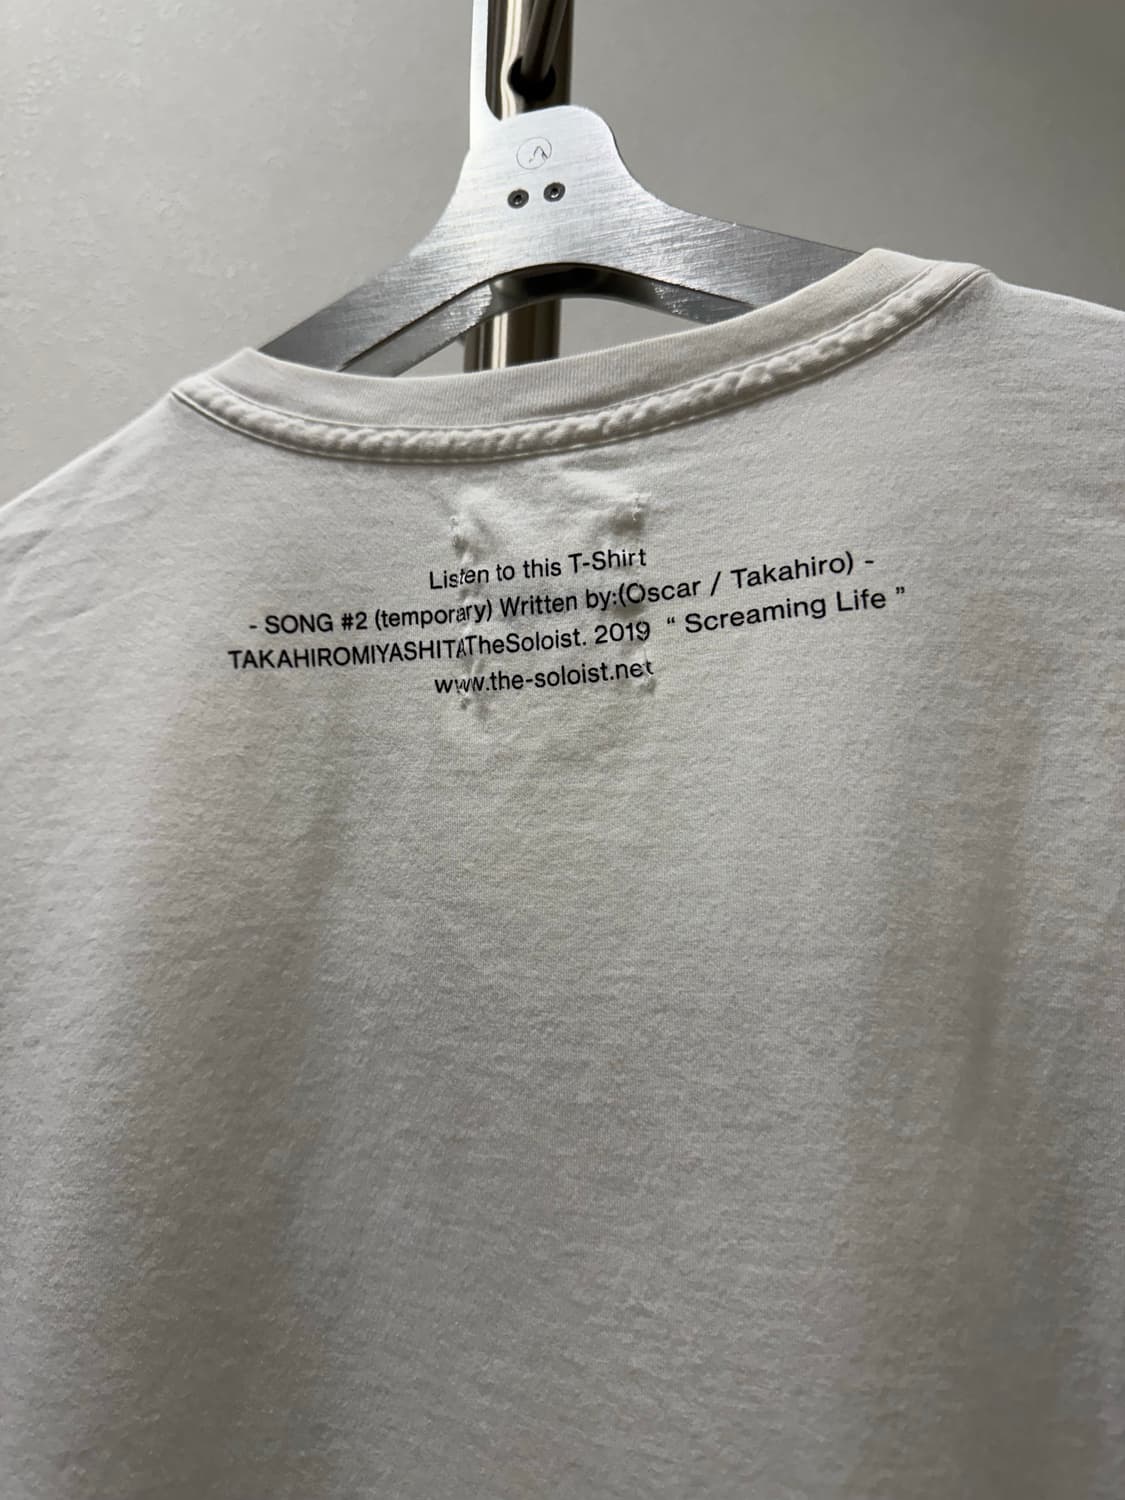 Listen to this T-Shirt
- SONG #2 (temporary) Written by:(Oscar / Takahiro) -
TAKAHIROMIYASHITATheSoloist. 2019 “ Screaming Life ”
www.the-soloist.net